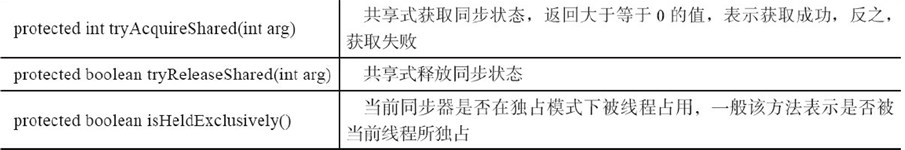 protected int tryAcquireShared(int arg)
共享式获取同步状态，返回大于等于 0 的值，表示获取成功，反之，
获取失败
protected boolean tryReleaseShared(int arg)
共享式释放同步状态
protected boolean isHeldExclusively()
当前同步器是否在独占模式下被线程占用，一般该方法表示是否被
当前线程所独占